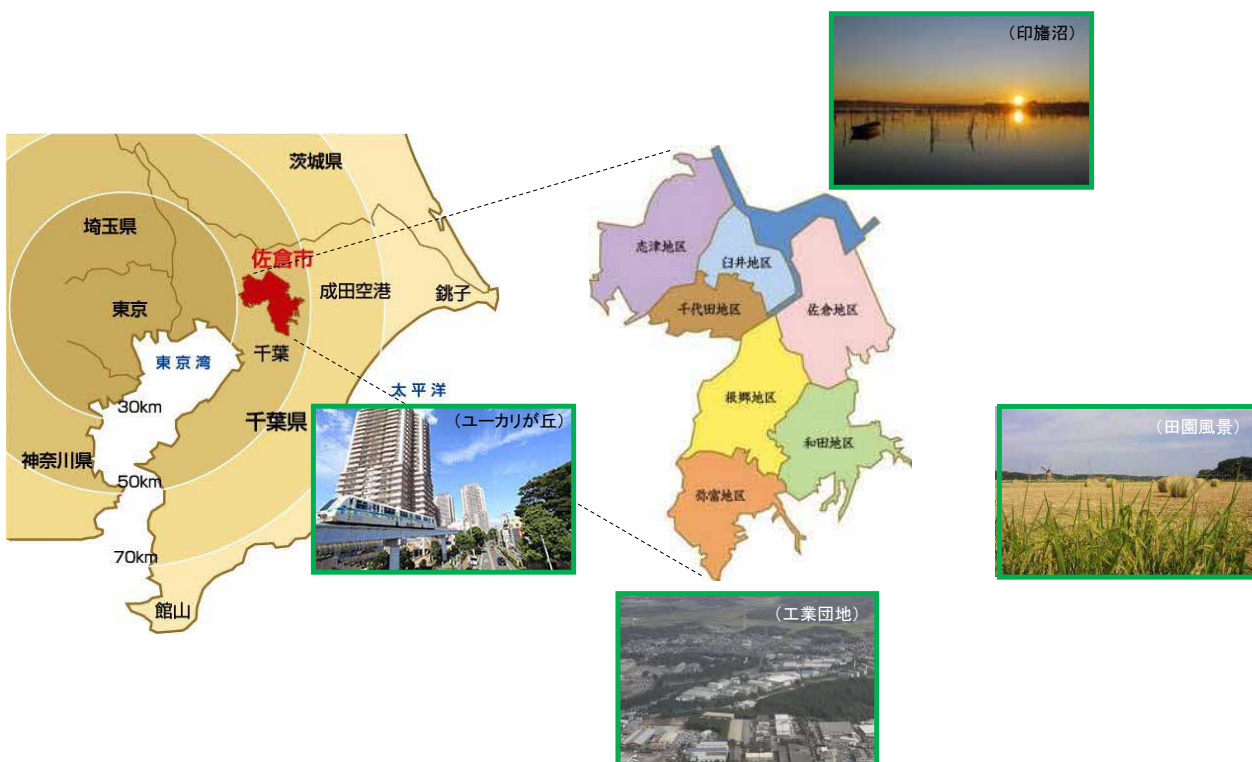 （印旛沼）
茨城県
埼玉県
佐倉市
成田空港
銚子
東京
東京湾
千葉
太平洋
30km
千葉県
神奈川県
50km
70km
館山
志津地区
臼井地区
千代田地区
佐倉地区
根郷地区
和田地区
弥富地区
（ユーカリが丘）
（田園風景）
（工業団地）